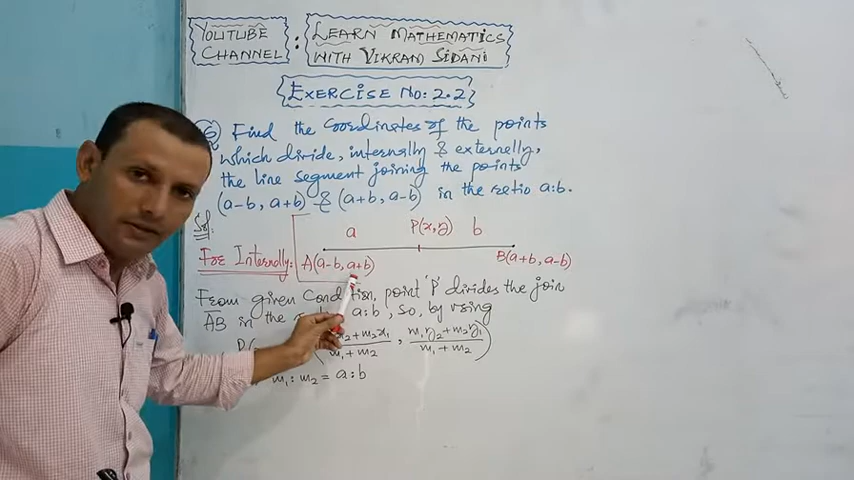 YOUTUBE CHANNEL : LEARN MATHEMATICS WITH VIKRAM SIDANI
EXERCISE NO: 2.2
6 Find the coordinates of the points
which divide, internally & externally,
the line segment joining the points
(a-b, a+b) & (a+b, a-b) in the ratio a:b.
Sol:
a P(x,y) b
For Internally: A(a-b, a+b) B(a+b, a-b)
From given Condition, point 'P' divides the join
AB in the a:b, so, by using
P( m₂+m₂x₁/m₁+m₂ , m₁y₂+m₂y₁/m₁+m₂ )
m₁:m₂ = a:b